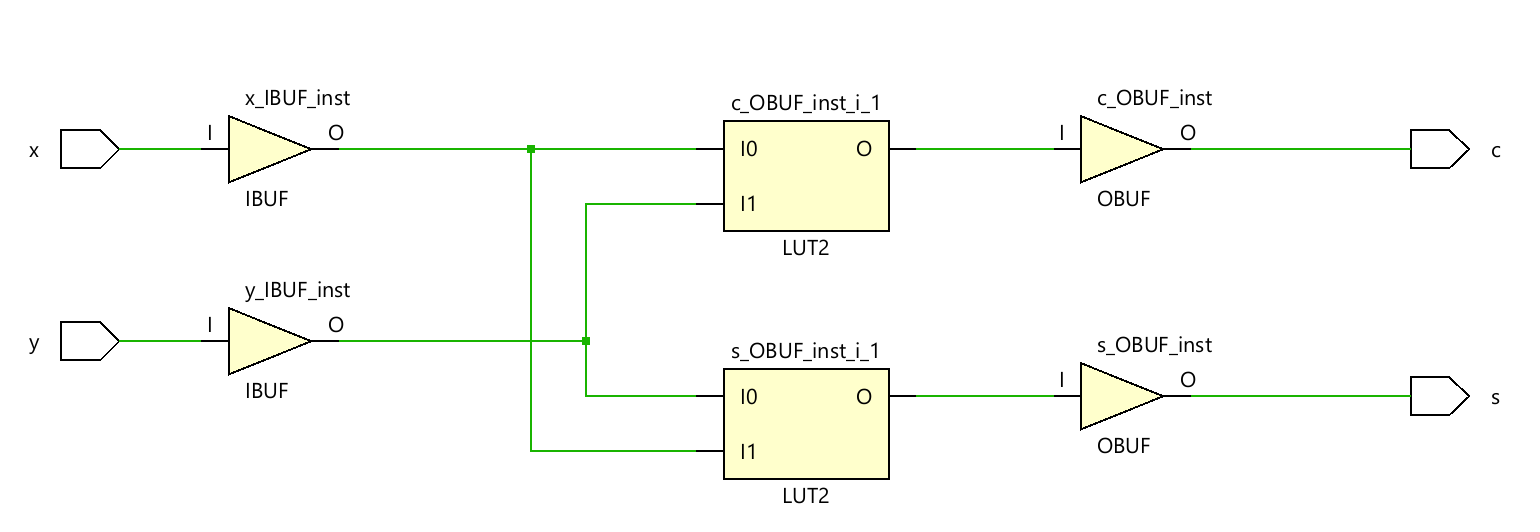 x_IBUF_inst
c_OBUF_inst_i_1
c_OBUF_inst
x
I
O
I0
O
I
O
c
IBUF
I1
OBUF
LUT2
y_IBUF_inst
y
I
O
s_OBUF_inst_i_1
s_OBUF_inst
IBUF
I0
O
I
O
s
I1
OBUF
LUT2